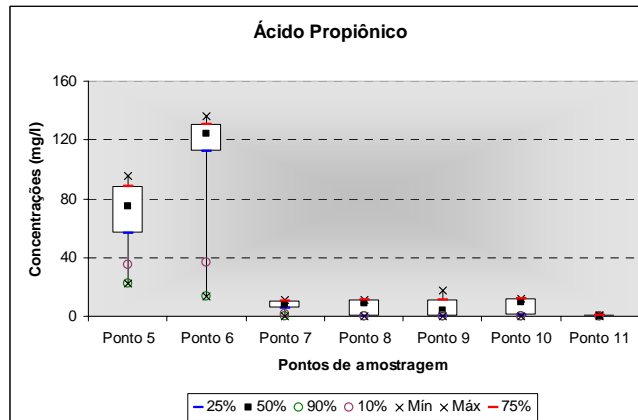 Ácido Propiônico
Concentrações (mg/l)
160
120
80
40
0
Ponto 5 Ponto 6 Ponto 7 Ponto 8 Ponto 9 Ponto 10 Ponto 11
Pontos de amostragem
25% 50% 90% 10% Mín Máx 75%